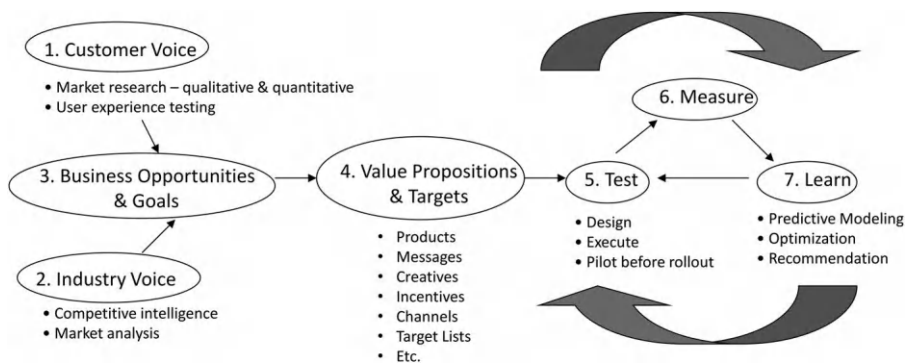 1. Customer Voice
• Market research – qualitative & quantitative
• User experience testing
3. Business Opportunities
& Goals
2. Industry Voice
• Competitive intelligence
• Market analysis
4. Value Propositions
& Targets
• Products
• Messages
• Creatives
• Incentives
• Channels
• Target Lists
• Etc.
5. Test
• Design
• Execute
• Pilot before rollout
6. Measure
7. Learn
• Predictive Modeling
• Optimization
• Recommendation